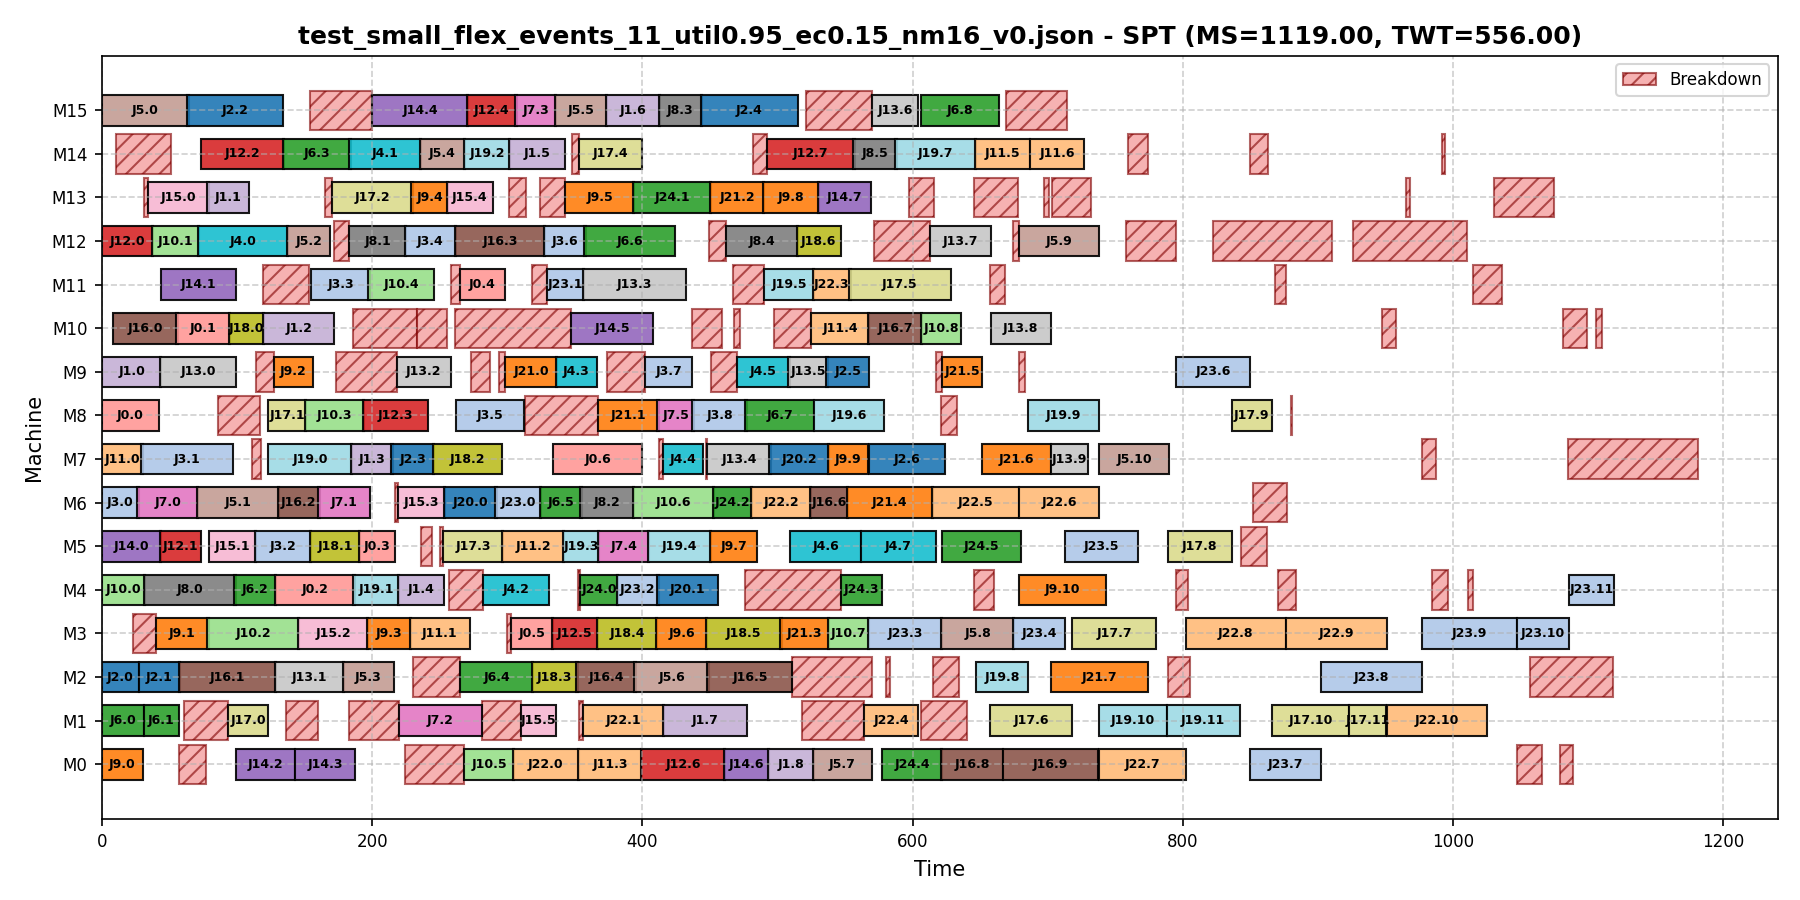 test_small_flex_events_11_util0.95_ec0.15_nm16_v0.json - SPT (MS=1119.00, TWT=556.00)
Breakdown
M15 J5.0 J2.2 J14.4 J12.4 J7.3 J5.5 J1.6 J8.3 J2.4 J13.6 J6.8
M14 J12.2 J6.3 J4.1 J5.4 J19.2 J1.5 J17.4 J12.7 J8.5 J19.7 J11.5 J11.6
M13 J15.0 J1.1 J17.2 J9.4 J15.4 J9.5 J24.1 J21.2 J9.8 J14.7
M12 J12.0 J10.1 J4.0 J5.2 J8.1 J3.4 J16.3 J3.6 J6.6 J8.4 J18.6 J13.7 J5.9
M11 J14.1 J3.3 J10.4 J0.4 J23.1 J13.3 J19.5 J22.3 J17.5
M10 J16.0 J0.1 J18.0 J1.2 J14.5 J11.4 J16.7 J10.8 J13.8
M9 J1.0 J13.0 J9.2 J13.2 J21.0 J4.3 J3.7 J4.5 J13.5 J2.5 J21.5 J23.6
M8 J0.0 J17.1 J10.3 J12.3 J3.5 J21.1 J7.5 J3.8 J6.7 J19.6 J19.9 J17.9
M7 J11.0 J3.1 J19.0 J1.3 J2.3 J18.2 J0.6 J4.4 J13.4 J20.2 J9.9 J2.6 J21.6 J13.9 J5.10
M6 J3.0 J7.0 J5.1 J16.2 J7.1 J15.3 J20.0 J23.0 J6.5 J8.2 J10.6 J24.2 J22.2 J16.6 J21.4 J22.5 J22.6
M5 J14.0 J12.1 J15.1 J3.2 J18.1 J0.3 J17.3 J11.2 J19.3 J7.4 J19.4 J9.7 J4.6 J4.7 J24.5 J23.5 J17.8
M4 J10.0 J8.0 J6.2 J0.2 J19.1 J1.4 J4.2 J24.0 J23.2 J20.1 J24.3 J9.10 J23.11
M3 J9.1 J10.2 J15.2 J9.3 J11.1 J0.5 J12.5 J18.4 J9.6 J18.5 J21.3 J10.7 J23.3 J5.8 J23.4 J17.7 J22.8 J22.9 J23.9 J23.10
M2 J2.0 J2.1 J16.1 J13.1 J5.3 J6.4 J18.3 J16.4 J5.6 J16.5 J19.8 J21.7 J23.8
M1 J6.0 J6.1 J17.0 J7.2 J15.5 J22.1 J1.7 J22.4 J17.6 J19.10 J19.11 J17.10 J17.11 J22.10
M0 J9.0 J14.2 J14.3 J10.5 J22.0 J11.3 J12.6 J14.6 J1.8 J5.7 J24.4 J16.8 J16.9 J22.7 J23.7
0 200 400 600 800 1000 1200
Time
Machine